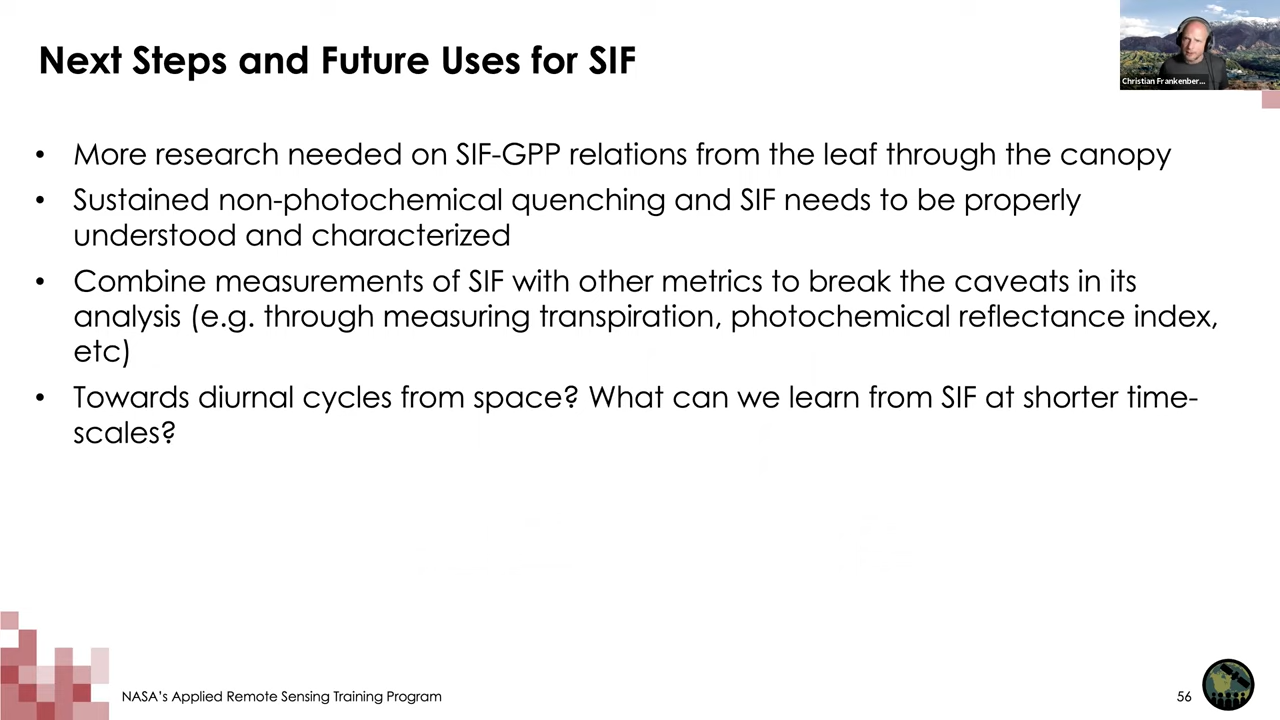 Next Steps and Future Uses for SIF
Christian Frankenber...
• More research needed on SIF-GPP relations from the leaf through the canopy
• Sustained non-photochemical quenching and SIF needs to be properly
understood and characterized
• Combine measurements of SIF with other metrics to break the caveats in its
analysis (e.g. through measuring transpiration, photochemical reflectance index,
etc)
• Towards diurnal cycles from space? What can we learn from SIF at shorter time-
scales?
NASA's Applied Remote Sensing Training Program
56